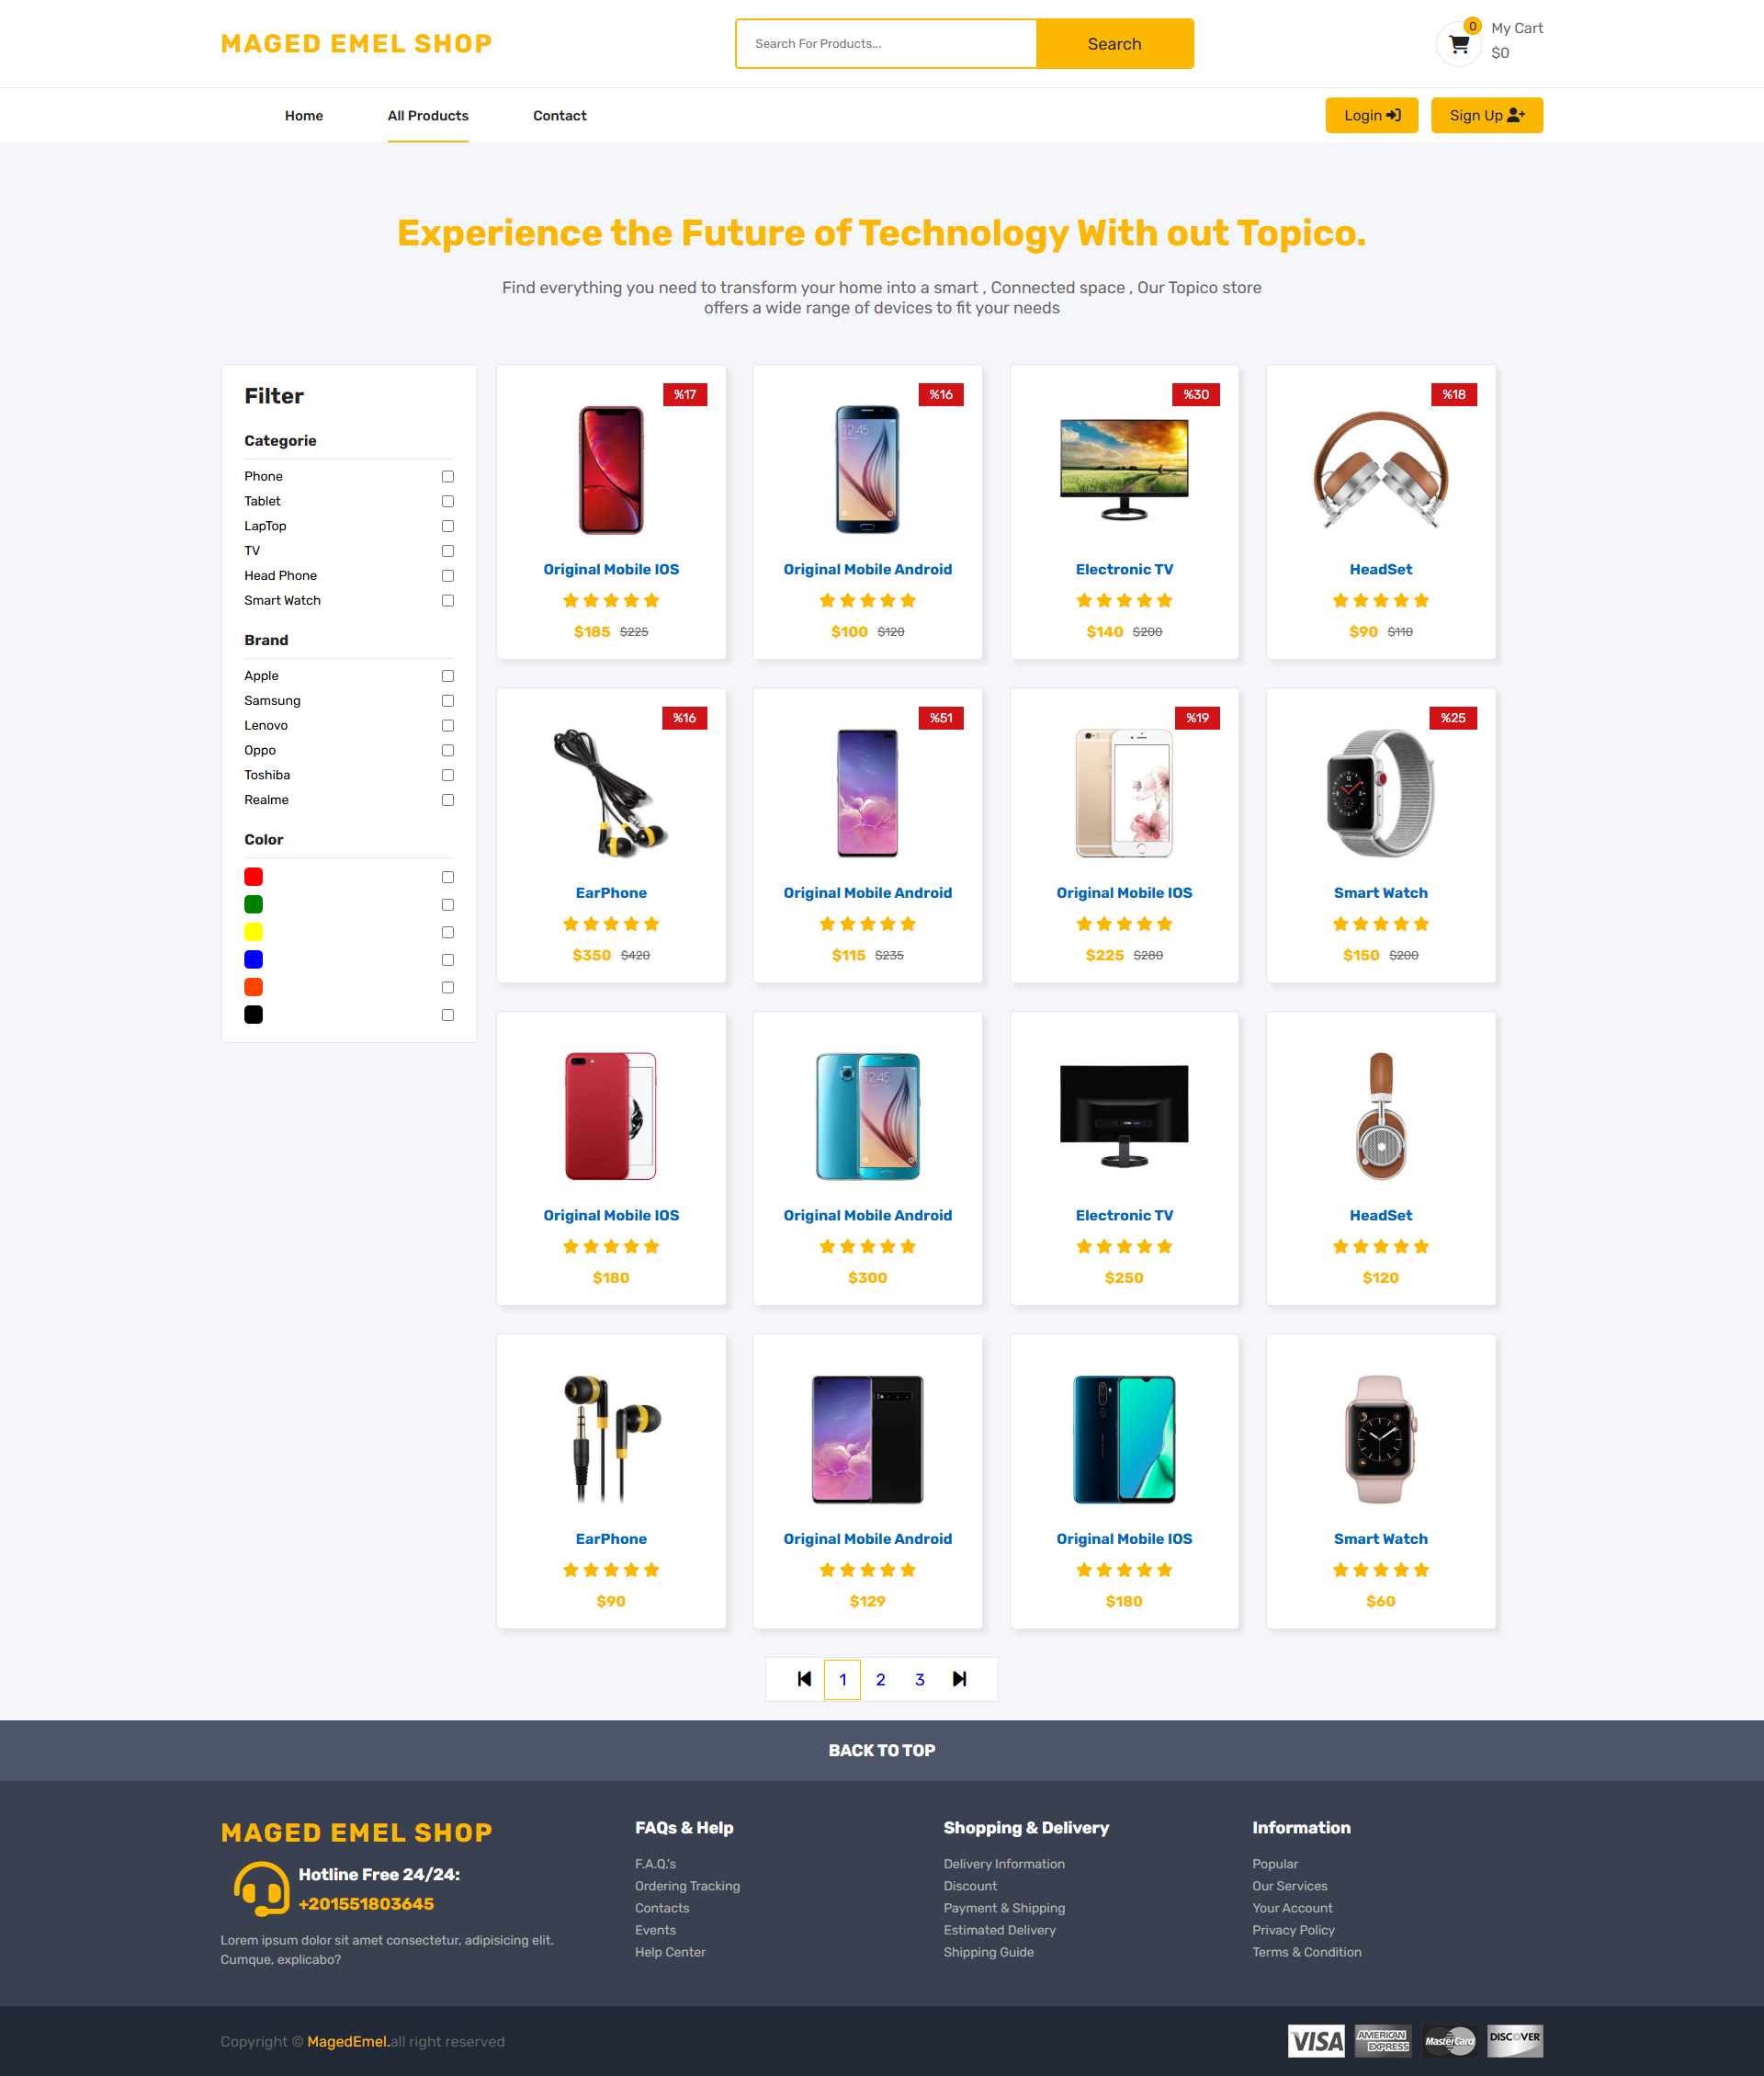 MAGED EMEL SHOP
Search For Products...
Search
0
My Cart
$0
Home
All Products
Contact
Login
Sign Up
Experience the Future of Technology With out Topico.
Find everything you need to transform your home into a smart , Connected space , Our Topico store
offers a wide range of devices to fit your needs
Filter
Categorie
Phone
Tablet
LapTop
TV
Head Phone
Smart Watch
Brand
Apple
Samsung
Lenovo
Oppo
Toshiba
Realme
Color
%17
Original Mobile IOS
$185 $225
%16
12:45
Original Mobile Android
$100 $120
%30
Electronic TV
$140 $200
%18
HeadSet
$90 $110
%16
EarPhone
$350 $420
%51
Original Mobile Android
$115 $235
%19
Original Mobile IOS
$225 $280
%25
Smart Watch
$150 $200
Original Mobile IOS
$180
12:45
Original Mobile Android
$300
Electronic TV
$250
HeadSet
$120
EarPhone
$90
Original Mobile Android
$129
Original Mobile IOS
$180
Smart Watch
$60
1 2 3
BACK TO TOP
MAGED EMEL SHOP
Hotline Free 24/24:
+201551803645
Lorem ipsum dolor sit amet consectetur, adipisicing elit.
Cumque, explicabo?
FAQs & Help
F.A.Q.'s
Ordering Tracking
Contacts
Events
Help Center
Shopping & Delivery
Delivery Information
Discount
Payment & Shipping
Estimated Delivery
Shipping Guide
Information
Popular
Our Services
Your Account
Privacy Policy
Terms & Condition
Copyright © MagedEmel.all right reserved
VISA
AMERICAN
EXPRESS
MasterCard
DISCOVER